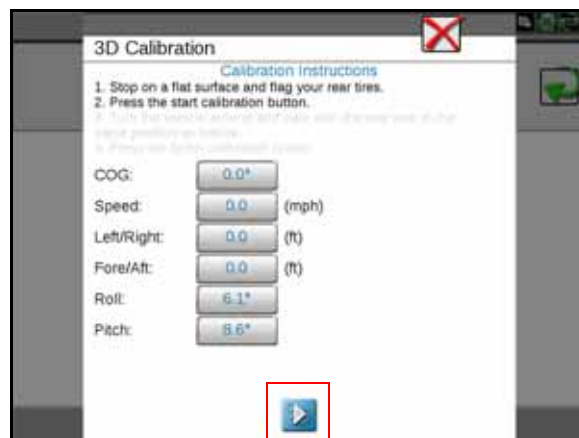 3D Calibration
Calibration Instructions
1. Stop on a flat surface and flag your rear tires.
2. Press the start calibration button.
COG: 0.0°
Speed: 0.0 (mph)
Left/Right: 0.0 (ft)
Fore/Aft: 0.0 (ft)
Roll: 6.1°
Pitch: 8.6°